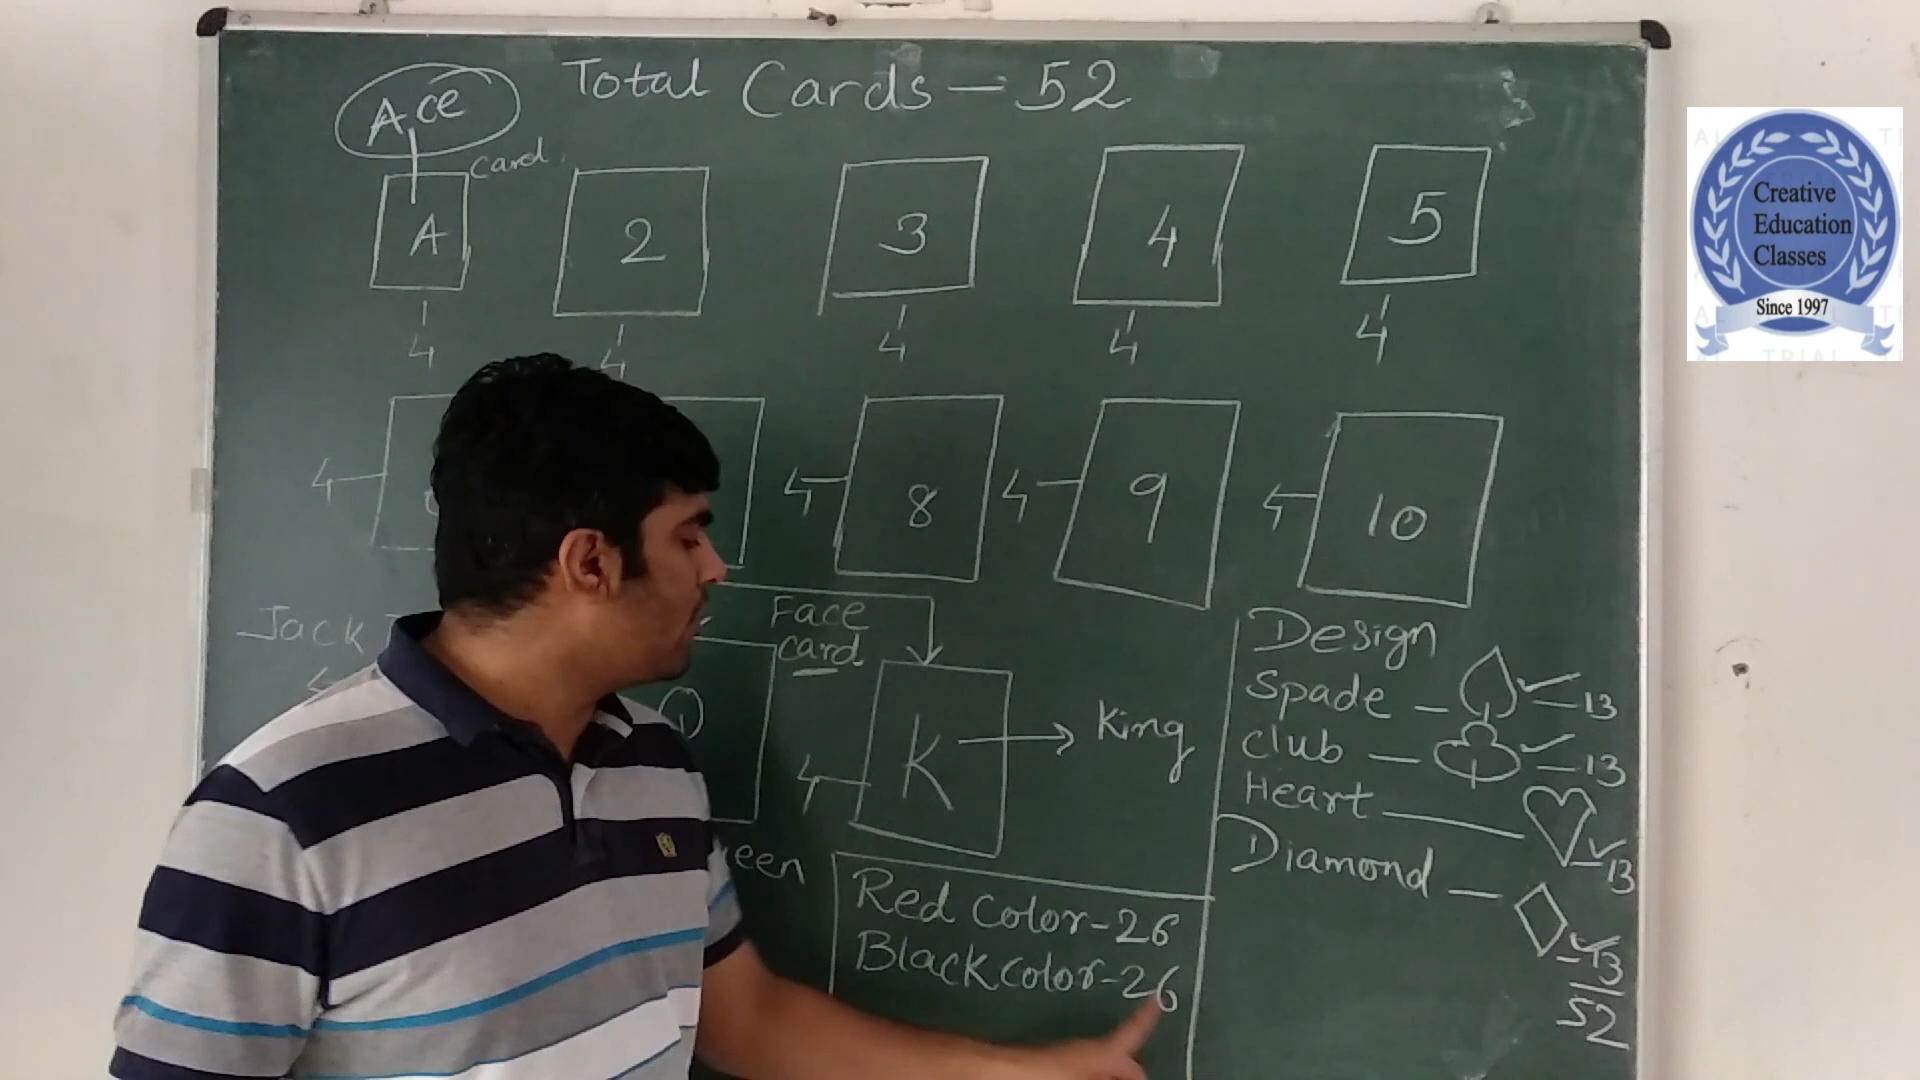 Ace
Total Cards - 52
Card.
A 2 3 4 5
4 4 4 4 4
4 4 8 4 9 4 10
Jack
Face
card.
Q
K
4
King
Red Color - 26
Black color - 26
Design
Spade - 13
Club - 13
Heart 13
Diamond - 13
52
Creative
Education
Classes
Since 1997